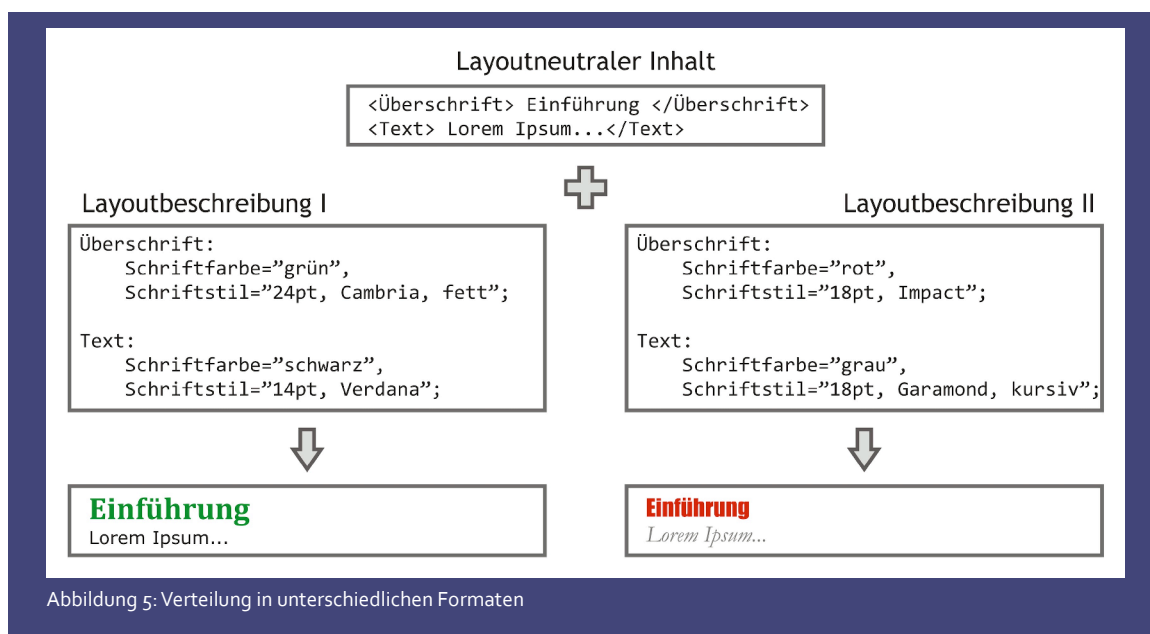 Layoutneutraler Inhalt
<Überschrift> Einführung </Überschrift>
<Text> Lorem Ipsum...</Text>
Layoutbeschreibung I
Überschrift:
Schriftfarbe=”grün”,
Schriftstil=”24pt, Cambria, fett”;
Text:
Schriftfarbe=”schwarz”,
Schriftstil=”14pt, Verdana”;
Einführung
Lorem Ipsum...
Layoutbeschreibung II
Überschrift:
Schriftfarbe=”rot”,
Schriftstil=”18pt, Impact”;
Text:
Schriftfarbe=”grau”,
Schriftstil=”18pt, Garamond, kursiv”;
Einführung
Lorem Ipsum...
Abbildung 5: Verteilung in unterschiedlichen Formaten